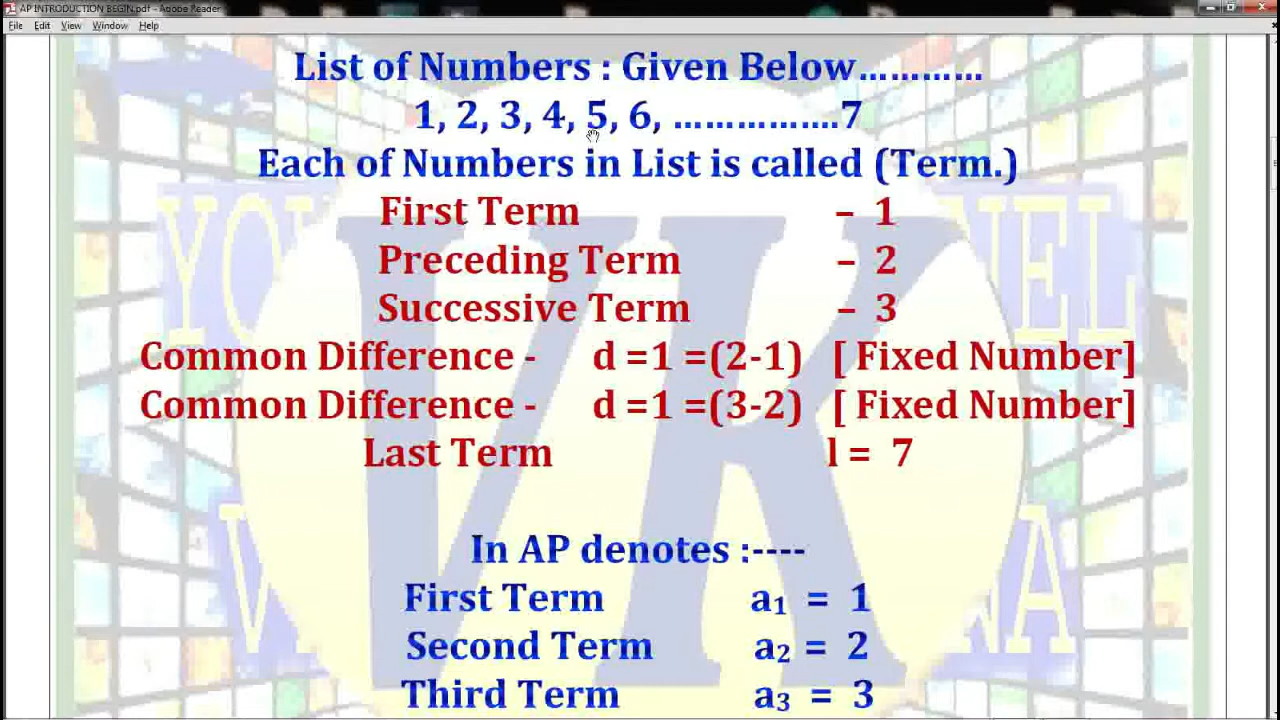 AP INTRODUCTION BEGIN.pdf - Adobe Reader
File Edit View Window Help
List of Numbers : Given Below............
1, 2, 3, 4, 5, 6, ................7
Each of Numbers in List is called (Term.)
First Term – 1
Preceding Term – 2
Successive Term – 3
Common Difference - d =1 =(2-1) [ Fixed Number]
Common Difference - d =1 =(3-2) [ Fixed Number]
Last Term l = 7
In AP denotes :----
First Term a₁ = 1
Second Term a₂ = 2
Third Term a₃ = 3
VK